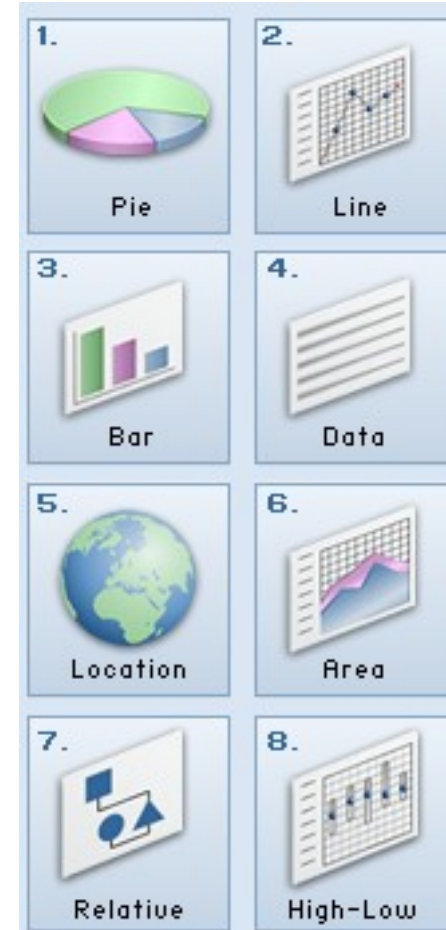 1.
Pie
2.
Line
3.
Bar
4.
Data
5.
Location
6.
Area
7.
Relative
8.
High-Low